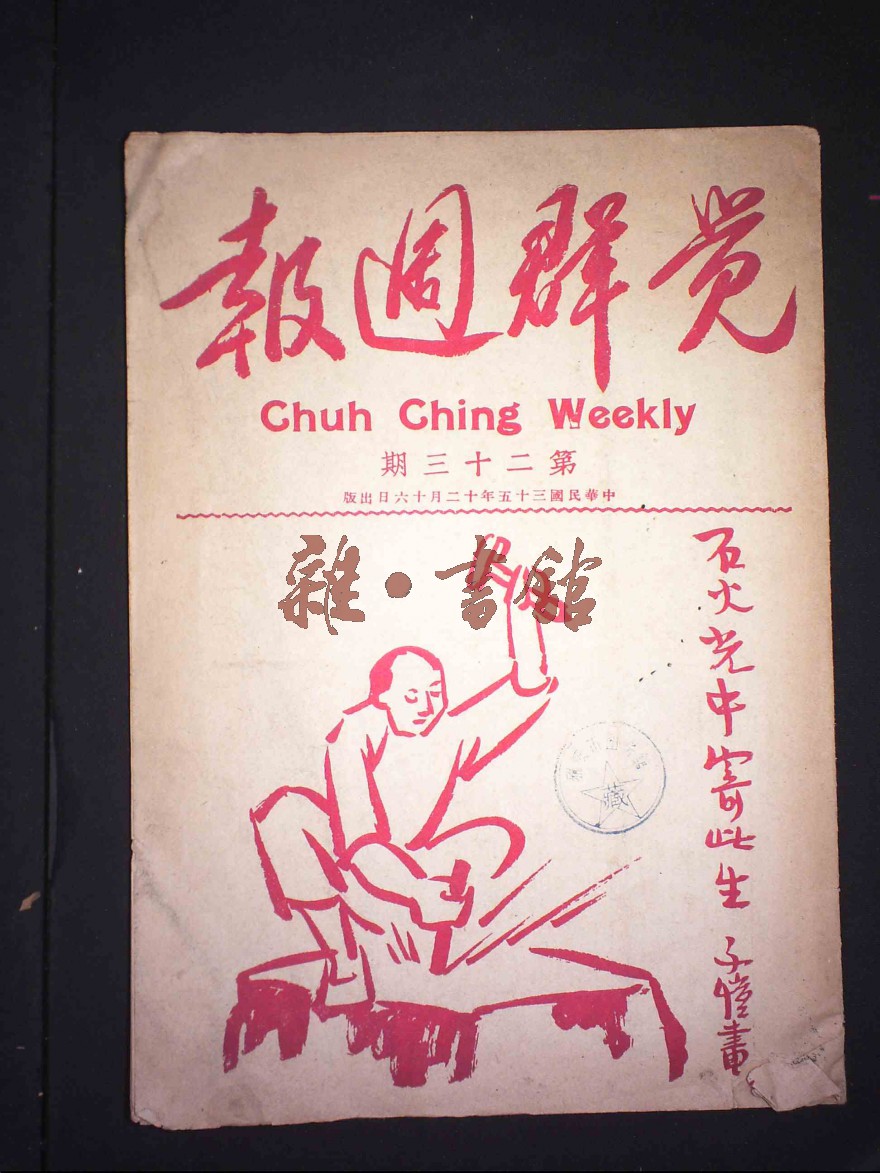 覺群週報
Chuh Ching Weekly
第二十三期
中華民國三十五年十二月十六日出版
雜·書館
石火光中寄此生 子愷畫
藏